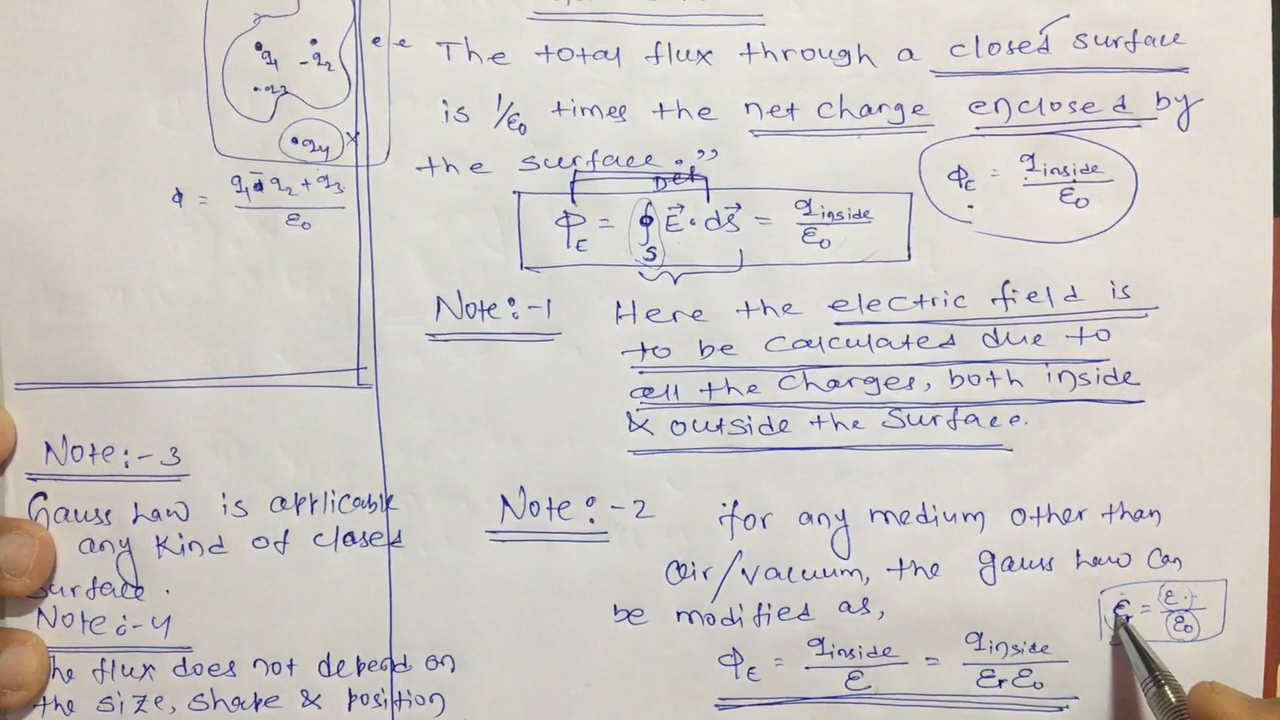 q1 -q2
q3
q4
Φ = q1 - q2 + q3 / ε0
The total flux through a closed surface
is 1/ε0 times the net charge enclosed by
the surface."
ΦE = qinside / ε0
ΦE = ∮S E⃗ · ds⃗ = qinside / ε0
Note:-1 Here the electric field is
to be calculated due to
all the charges, both inside
& outside the surface.
Note:-2 for any medium other than
air/vacuum, the gauss Law can
be modified as,
ΦE = qinside / ε = qinside / εrε0
εr = ε / ε0
Note:-3
Gauss Law is applicable
any kind of closed
surface.
Note:-4
The flux does not depend on
the size, shape & position